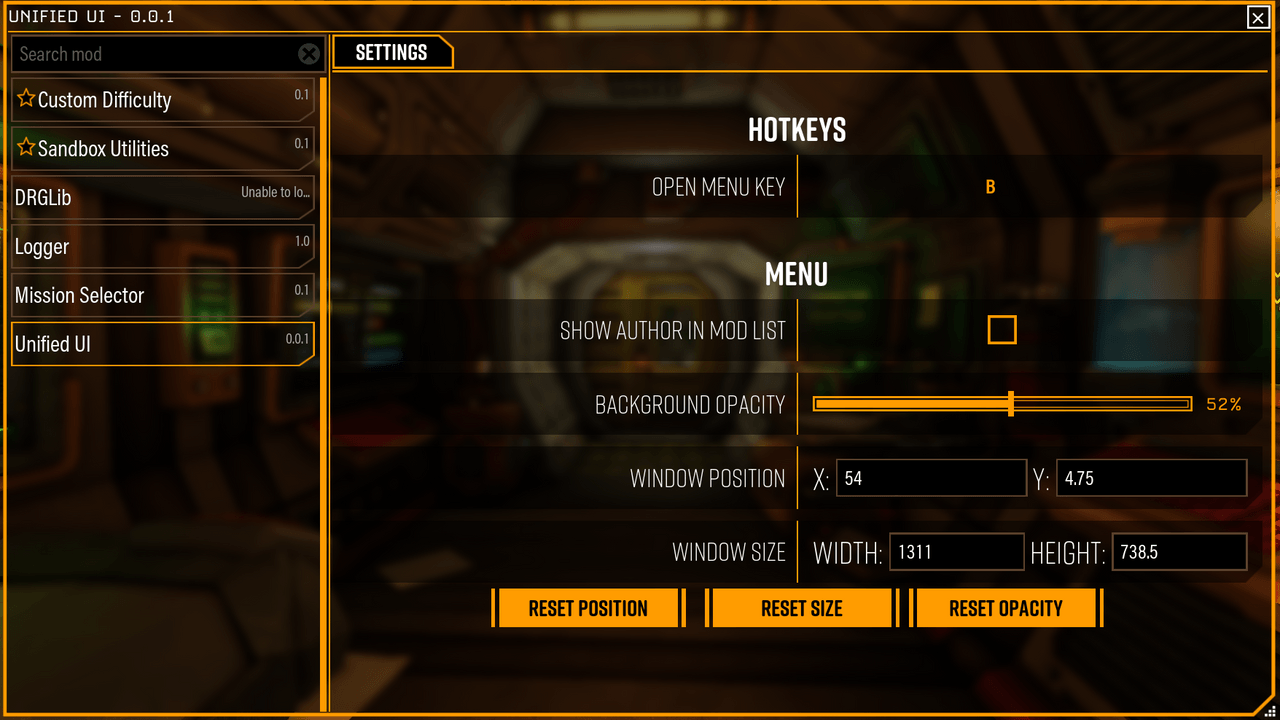 UNIFIED UI - 0.0.1
Search mod
Custom Difficulty 0.1
Sandbox Utilities 0.1
DRGLib Unable to lo...
Logger 1.0
Mission Selector 0.1
Unified UI 0.0.1
SETTINGS
HOTKEYS
OPEN MENU KEY B
MENU
SHOW AUTHOR IN MOD LIST
BACKGROUND OPACITY 52%
WINDOW POSITION X: 54 Y: 4.75
WINDOW SIZE WIDTH: 1311 HEIGHT: 738.5
RESET POSITION RESET SIZE RESET OPACITY